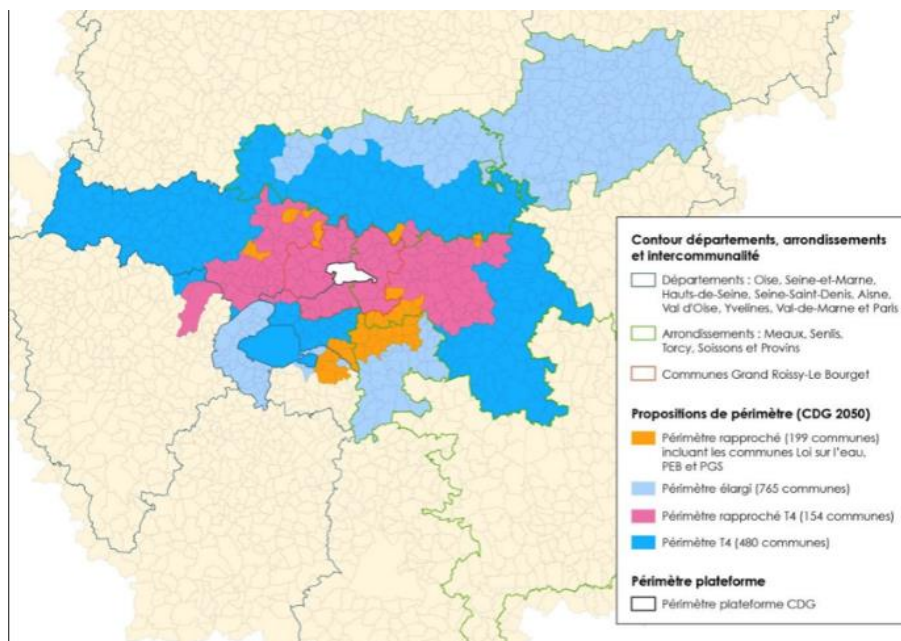 Contour départements, arrondissements
et intercommunalité
Départements : Oise, Seine-et-Marne,
Hauts-de-Seine, Seine-Saint-Denis, Aisne,
Val d'Oise, Yvelines, Val-de-Marne et Paris
Arrondissements : Meaux, Senlis,
Torcy, Soissons et Provins
Communes Grand Roissy-Le Bourget
Propositions de périmètre (CDG 2050)
Périmètre rapproché (199 communes)
incluant les communes Loi sur l'eau,
PEB et PGS
Périmètre élargi (765 communes)
Périmètre rapproché T4 (154 communes)
Périmètre T4 (480 communes)
Périmètre plateforme
Périmètre plateforme CDG